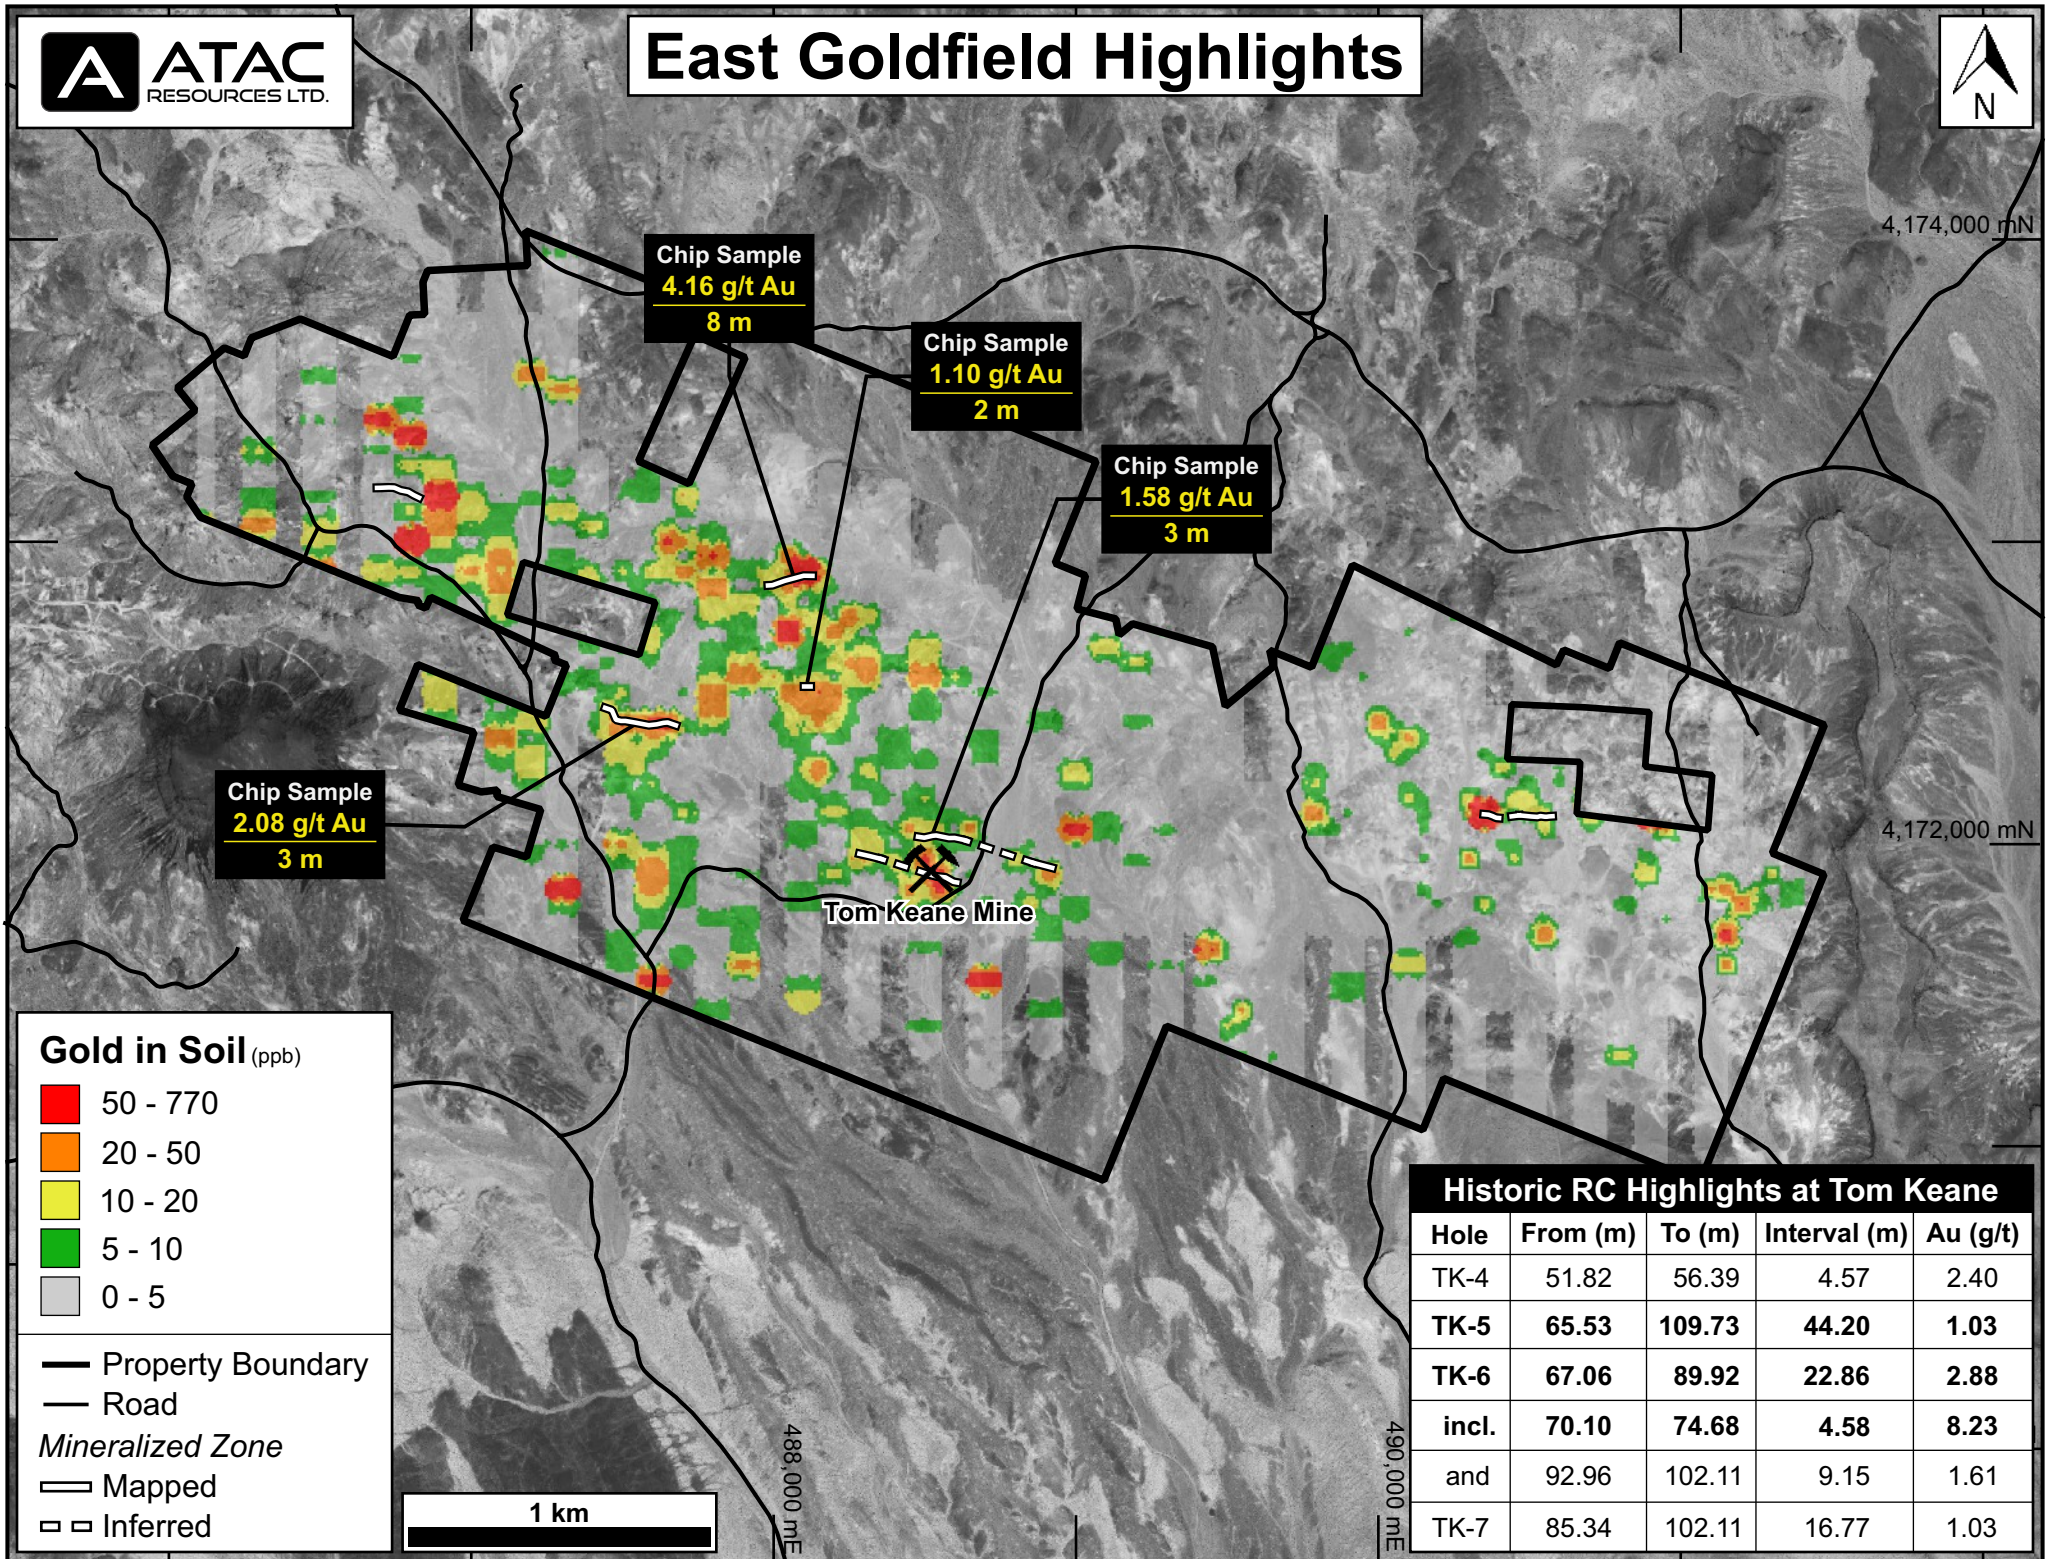 ATAC
RESOURCES LTD.
East Goldfield Highlights
N
4,174,000 mN
Chip Sample
4.16 g/t Au
8 m
Chip Sample
1.10 g/t Au
2 m
Chip Sample
1.58 g/t Au
3 m
Chip Sample
2.08 g/t Au
3 m
4,172,000 mN
Tom Keane Mine
Gold in Soil (ppb)
50 - 770
20 - 50
10 - 20
5 - 10
0 - 5
Property Boundary
Road
Mineralized Zone
Mapped
Inferred
1 km
488,000 mE
490,000 mE
Historic RC Highlights at Tom Keane
Hole From (m) To (m) Interval (m) Au (g/t)
TK-4 51.82 56.39 4.57 2.40
TK-5 65.53 109.73 44.20 1.03
TK-6 67.06 89.92 22.86 2.88
incl. 70.10 74.68 4.58 8.23
and 92.96 102.11 9.15 1.61
TK-7 85.34 102.11 16.77 1.03